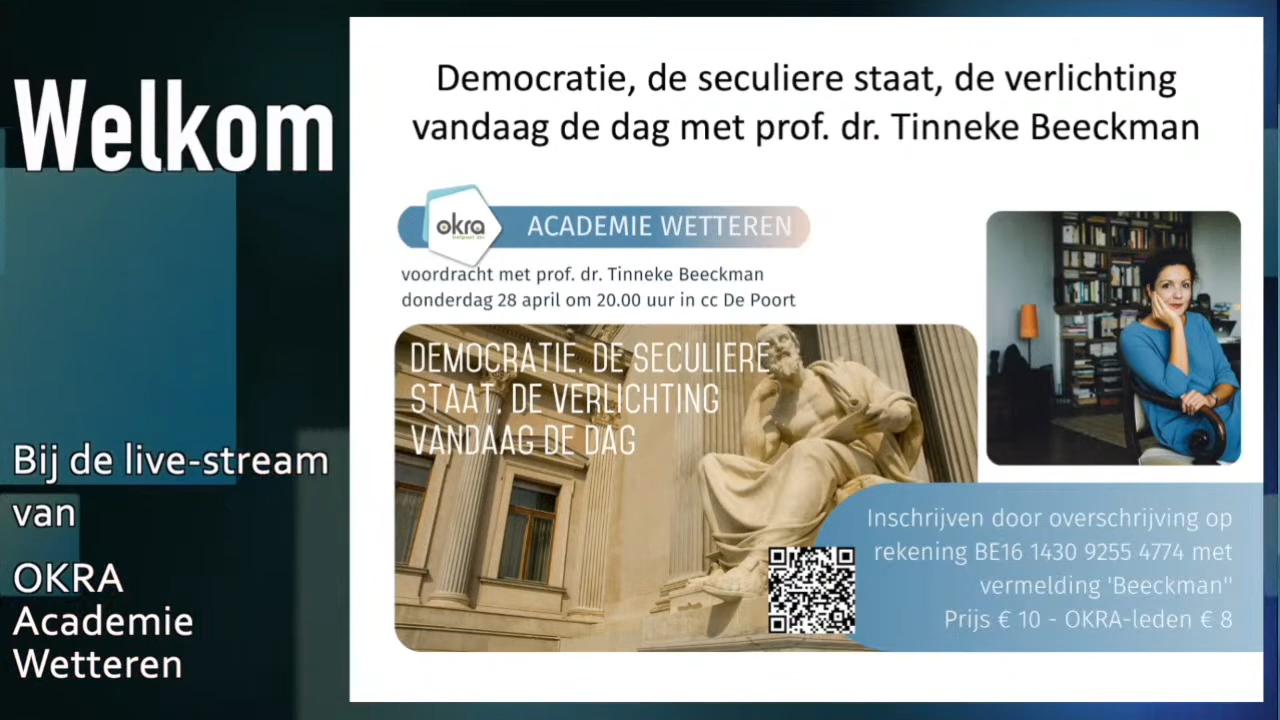 Welkom
Bij de live-stream
van
OKRA
Academie
Wetteren
Democratie, de seculiere staat, de verlichting
vandaag de dag met prof. dr. Tinneke Beeckman
okra
ACADEMIE WETTEREN
voordracht met prof. dr. Tinneke Beeckman
donderdag 28 april om 20.00 uur in cc De Poort
DEMOCRATIE, DE SECULIERE
STAAT, DE VERLICHTING
VANDAAG DE DAG
Inschrijven door overschrijving op
rekening BE16 1430 9255 4774 met
vermelding 'Beeckman''
Prijs € 10 - OKRA-leden € 8